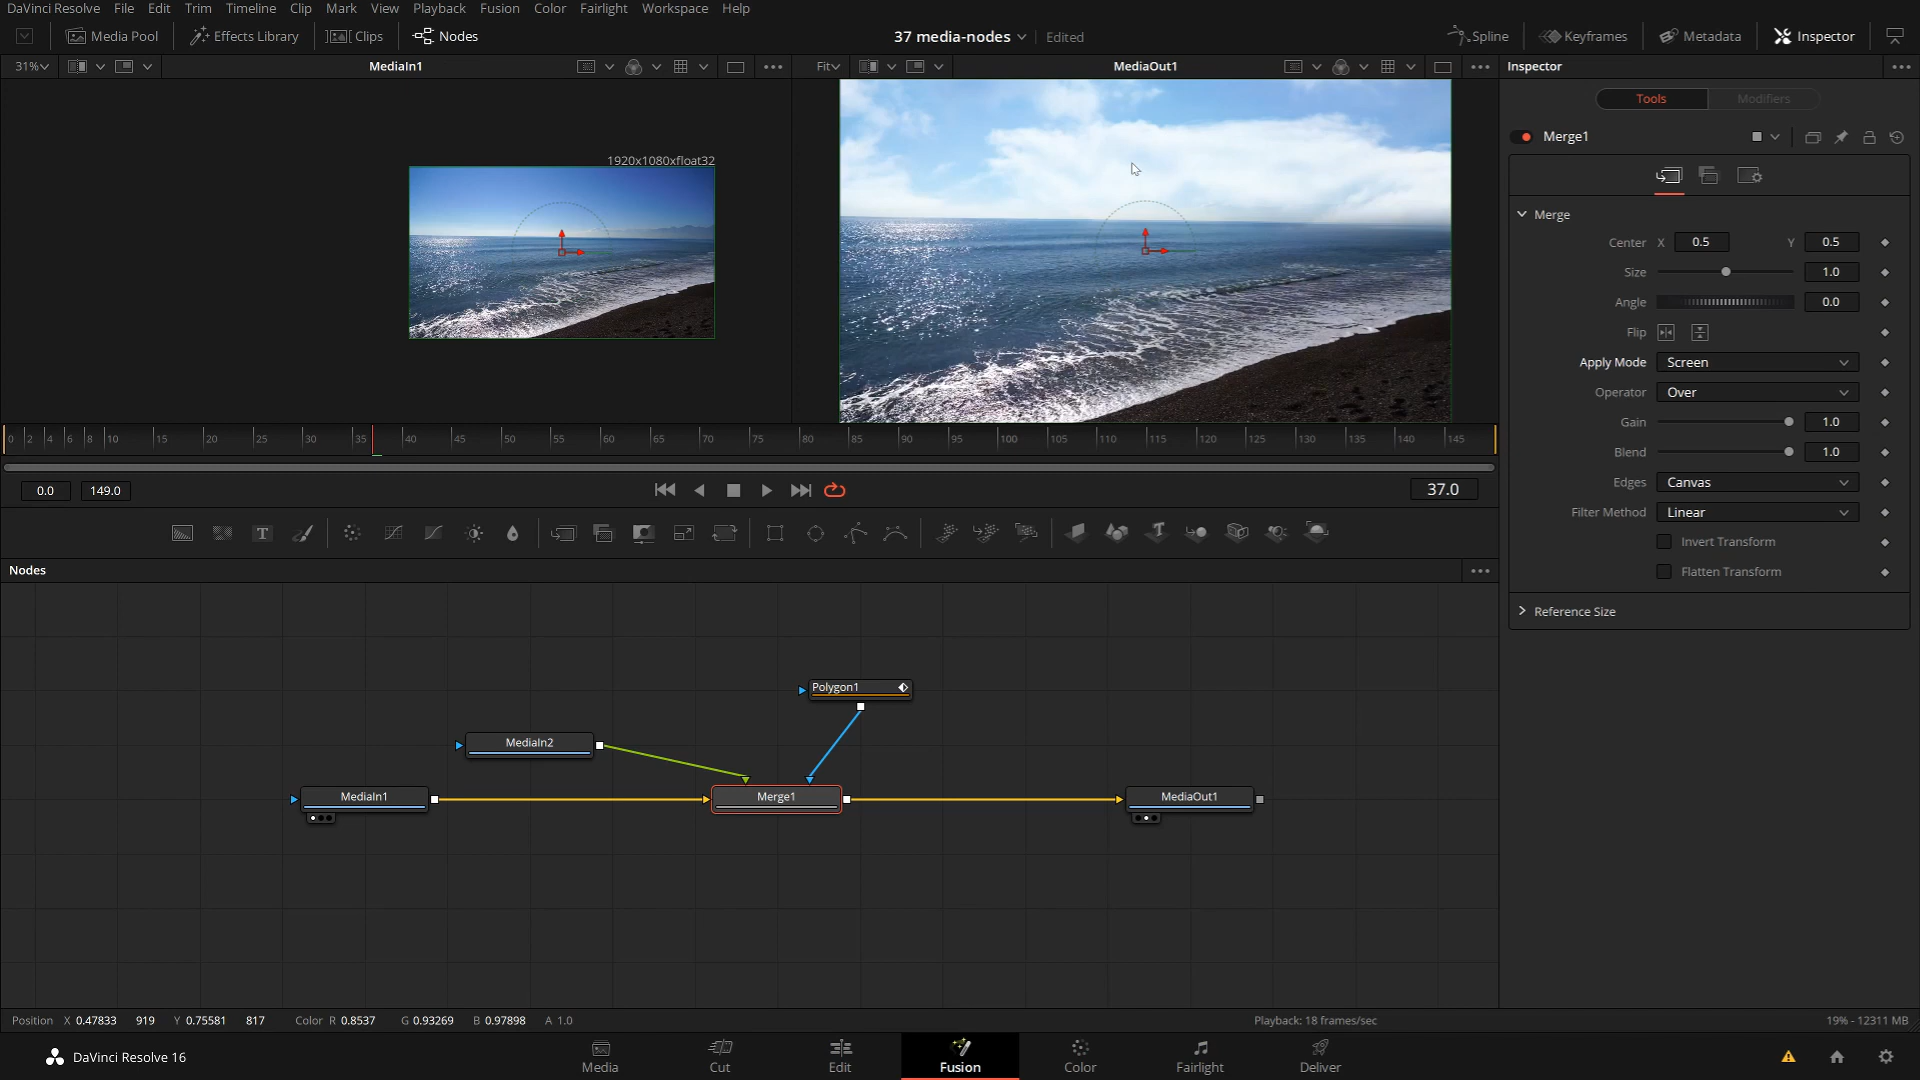 DaVinci Resolve File Edit Trim Timeline Clip Mark View Playback Fusion Color Fairlight Workspace Help
Media Pool Effects Library Clips Nodes 37 media-nodes Edited Spline Keyframes Metadata Inspector
31% MediaIn1 Fit MediaOut1 Inspector
Tools Modifiers
Merge1
1920x1080xfloat32
Merge
Center X 0.5 Y 0.5
Size 1.0
Angle 0.0
Flip
Apply Mode Screen
Operator Over
Gain 1.0
Blend 1.0
Edges Canvas
Filter Method Linear
Invert Transform
Flatten Transform
Reference Size
0 2 4 6 8 10 15 20 25 30 35 40 45 50 55 60 65 70 75 80 85 90 95 100 105 110 115 120 125 130 135 140 145
0.0 149.0 37.0
T T
Nodes
Polygon1
MediaIn2
MediaIn1 Merge1 MediaOut1
Position X 0.47833 919 Y 0.75581 817 Color R 0.8537 G 0.93269 B 0.97898 A 1.0 Playback: 18 frames/sec 19% - 12311 MB
DaVinci Resolve 16 Media Cut Edit Fusion Color Fairlight Deliver